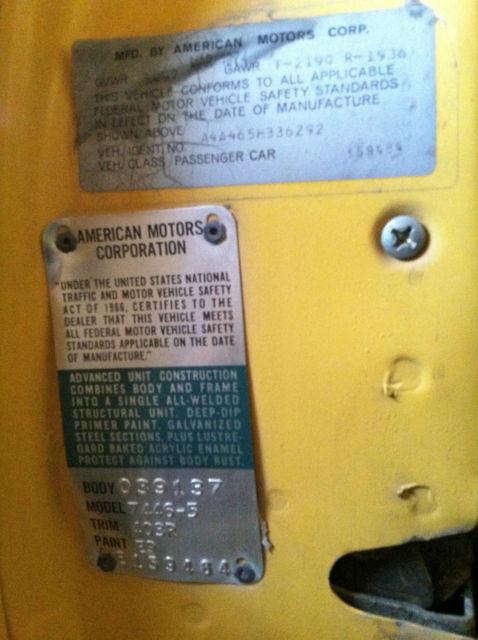 MFD. BY AMERICAN MOTORS CORP.
GVWR GAWR F-2190 R-1936
THIS VEHICLE CONFORMS TO ALL APPLICABLE
FEDERAL MOTOR VEHICLE SAFETY STANDARDS
IN EFFECT ON THE DATE OF MANUFACTURE
SHOWN ABOVE
VEH. IDENT. NO. A4A465H336292
VEH. CLASS PASSENGER CAR
AMERICAN MOTORS
CORPORATION
"UNDER THE UNITED STATES NATIONAL
TRAFFIC AND MOTOR VEHICLE SAFETY
ACT OF 1966, CERTIFIES TO THE
DEALER THAT THIS VEHICLE MEETS
ALL FEDERAL MOTOR VEHICLE SAFETY
STANDARDS APPLICABLE ON THE DATE
OF MANUFACTURE."
ADVANCED UNIT CONSTRUCTION
COMBINES BODY AND FRAME
INTO A SINGLE ALL-WELDED
STRUCTURAL UNIT. DEEP-DIP
PRIMER PAINT, GALVANIZED
STEEL SECTIONS, PLUS LUSTRE-
GARD BAKED ACRYLIC ENAMEL
PROTECT AGAINST BODY RUST.
BODY 039137
MODEL 7446-5
TRIM
PAINT